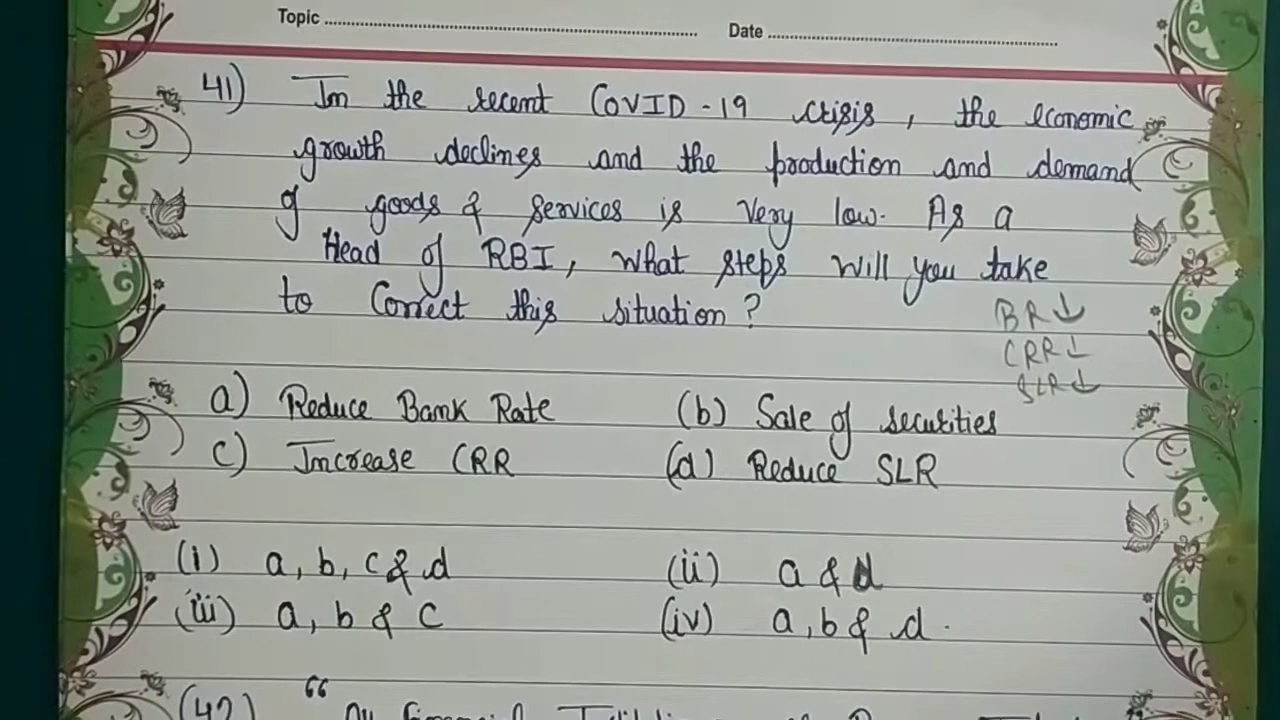 Topic ........................ Date ........................
41) In the recent COVID-19 crisis, the economic
growth declines and the production and demand
of goods & services is very low. As a
Head of RBI, what steps will you take
to correct this situation?
BR↓
CRR↓
SLR↓
a) Reduce Bank Rate (b) Sale of securities
c) Increase CRR (d) Reduce SLR
(i) a, b, c & d (ii) a & d
(iii) a, b & c (iv) a, b & d.
(42) "